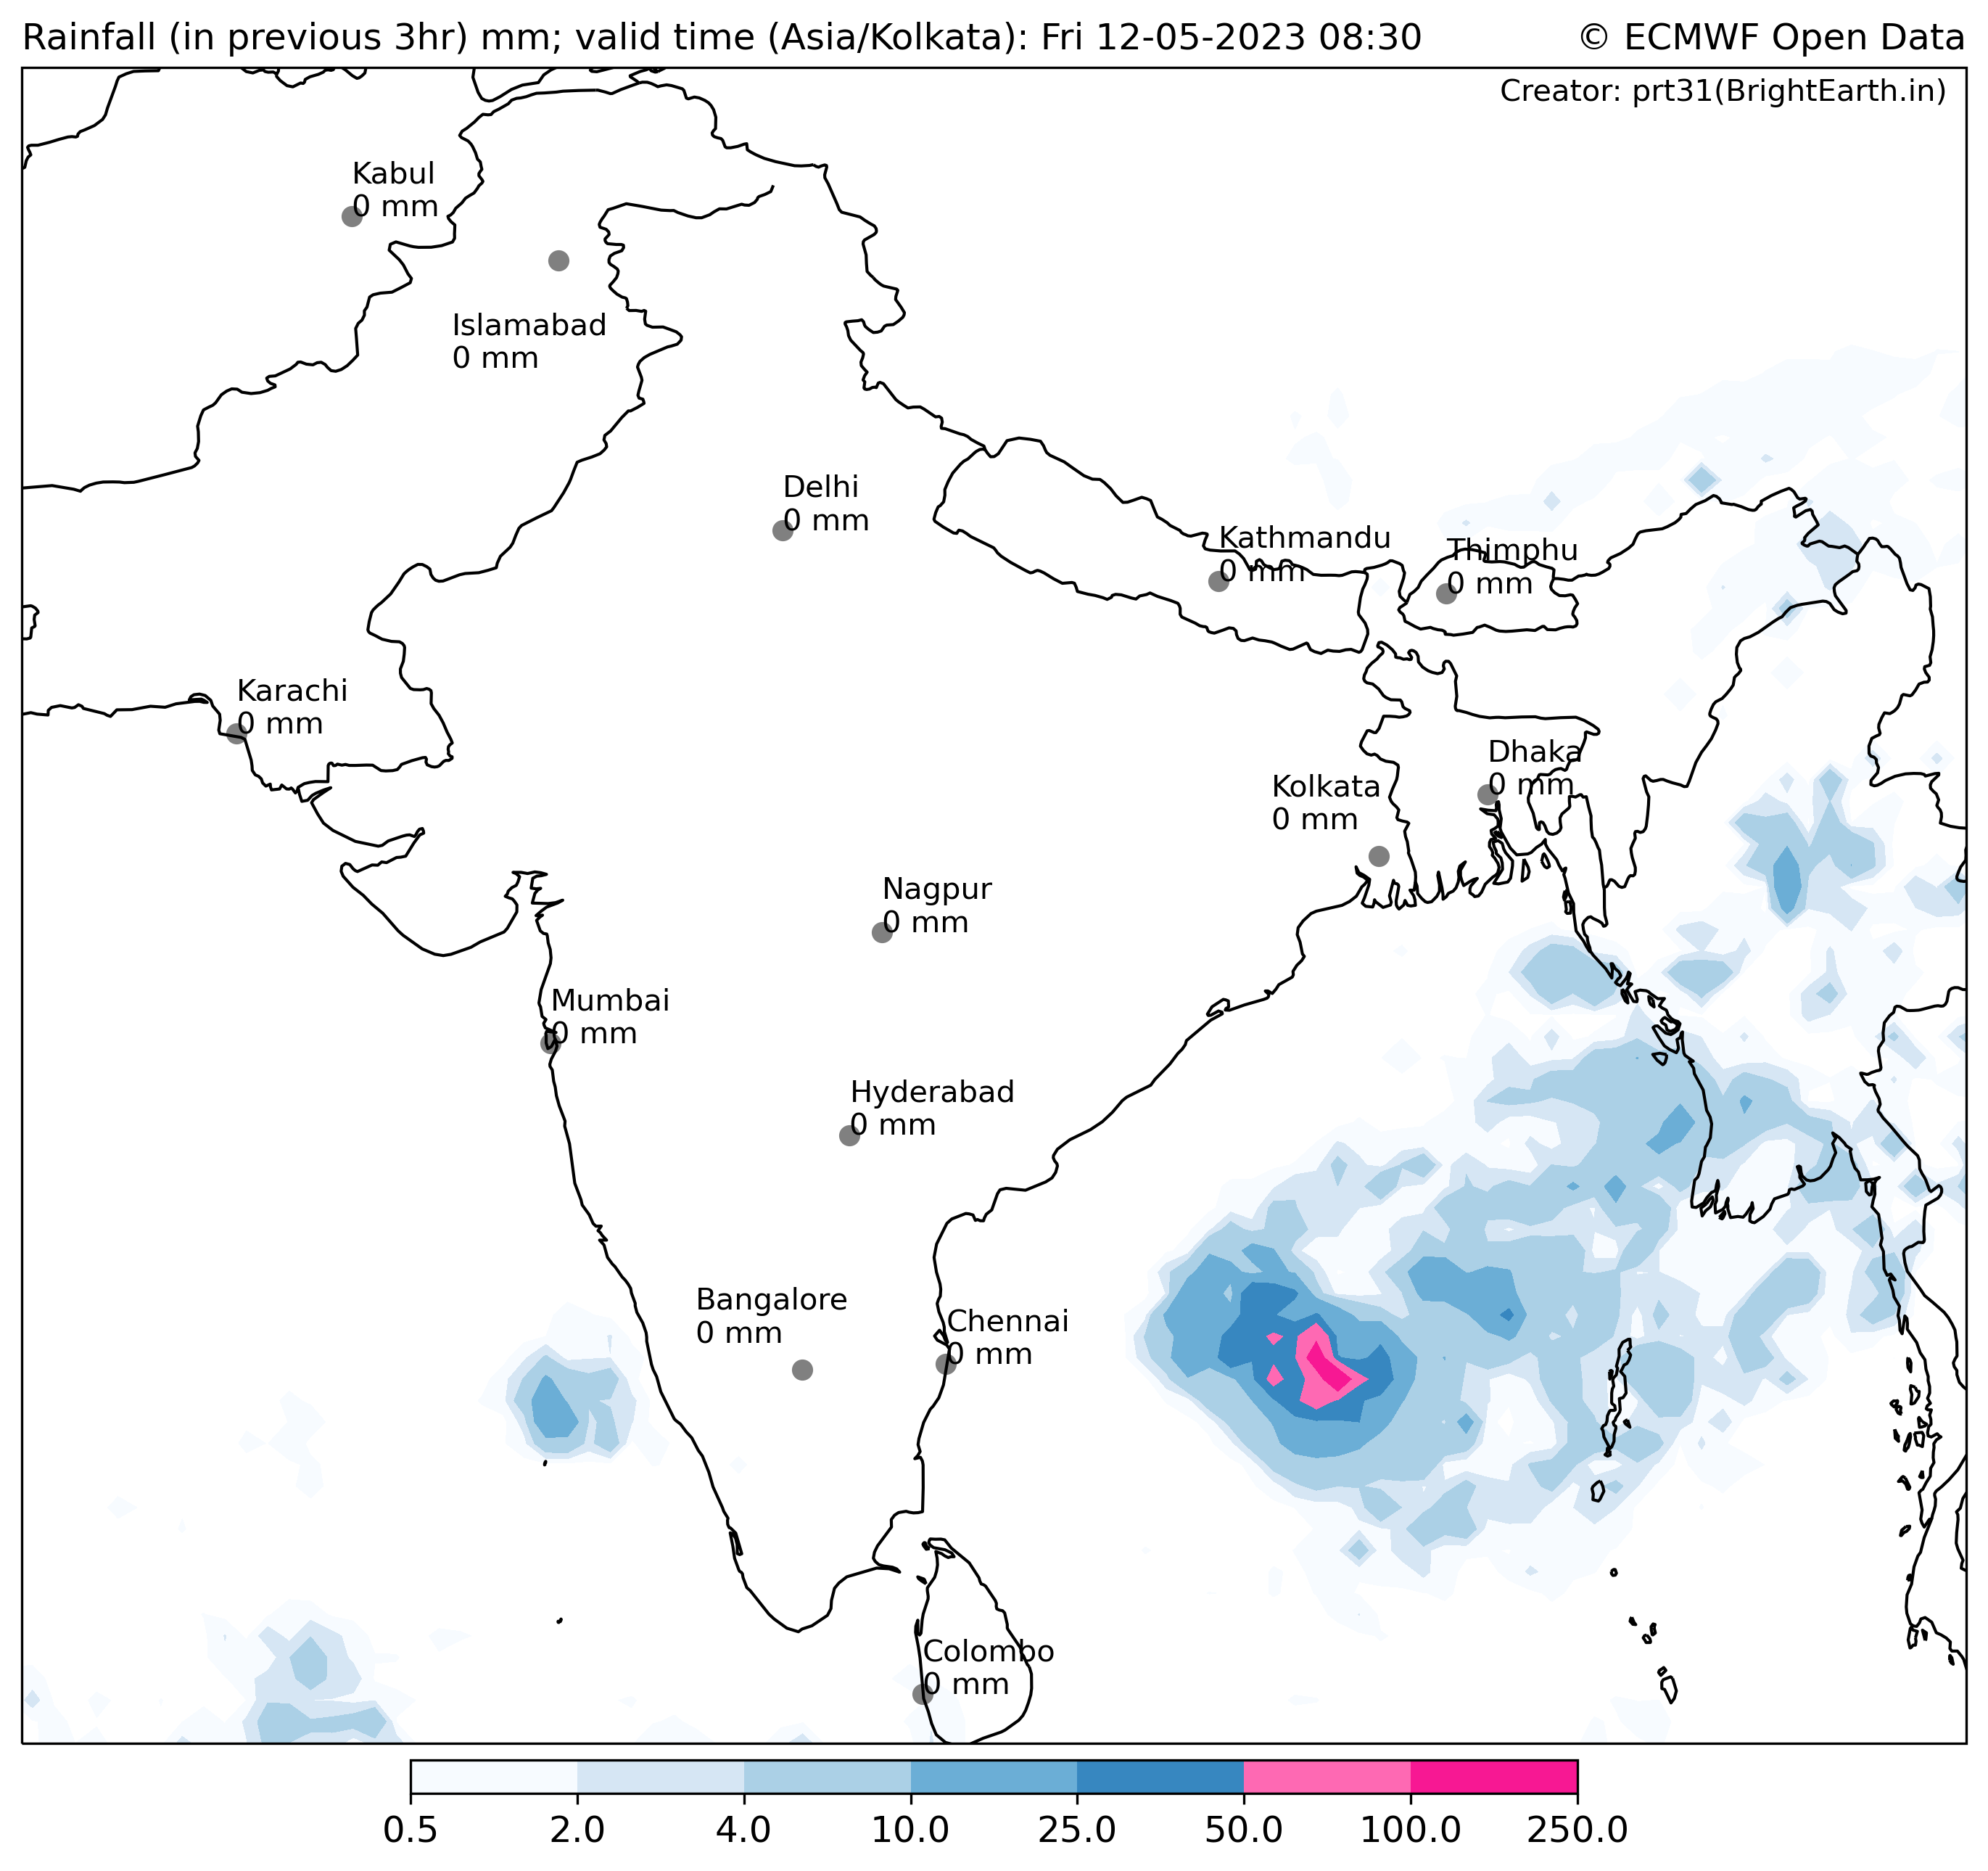 Rainfall (in previous 3hr) mm; valid time (Asia/Kolkata): Fri 12-05-2023 08:30
© ECMWF Open Data
Creator: prt31(BrightEarth.in)
Kabul
0 mm
Islamabad
0 mm
Delhi
0 mm
Kathmandu
0 mm
Thimphu
0 mm
Karachi
0 mm
Dhaka
0 mm
Kolkata
0 mm
Nagpur
0 mm
Mumbai
0 mm
Hyderabad
0 mm
Bangalore
0 mm
Chennai
0 mm
Colombo
0 mm
0.5 2.0 4.0 10.0 25.0 50.0 100.0 250.0